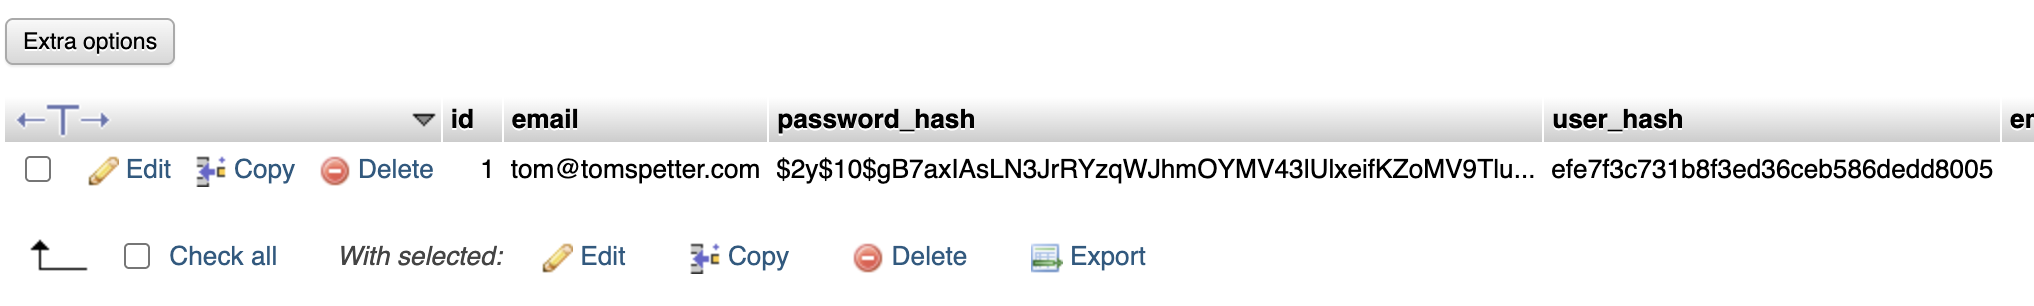 Extra options
id email password_hash user_hash er
Edit Copy Delete 1 tom@tomspetter.com $2y$10$gB7axIAsLN3JrRYzqWJhmOYMV43lUlxeifKZoMV9Tlu... efe7f3c731b8f3ed36ceb586dedd8005
Check all With selected: Edit Copy Delete Export